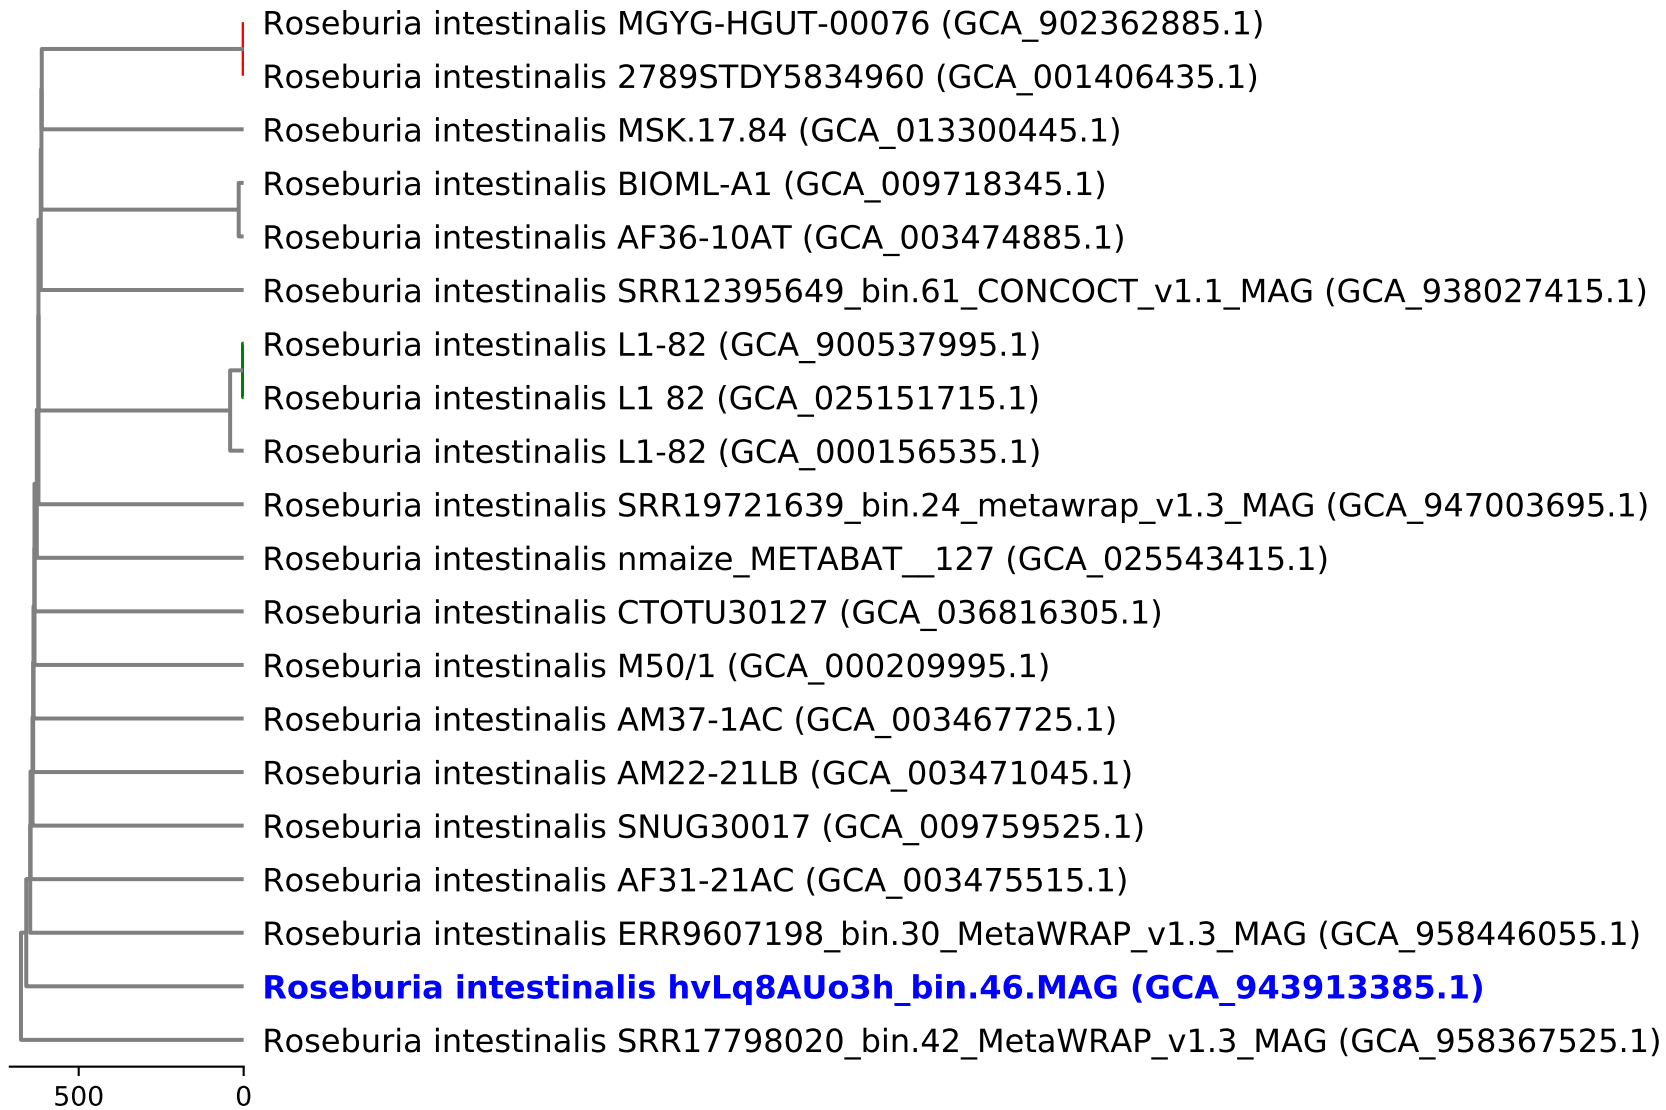 Roseburia intestinalis MGYG-HGUT-00076 (GCA_902362885.1)
Roseburia intestinalis 2789STDY5834960 (GCA_001406435.1)
Roseburia intestinalis MSK.17.84 (GCA_013300445.1)
Roseburia intestinalis BIOML-A1 (GCA_009718345.1)
Roseburia intestinalis AF36-10AT (GCA_003474885.1)
Roseburia intestinalis SRR12395649_bin.61_CONCOCT_v1.1_MAG (GCA_938027415.1)
Roseburia intestinalis L1-82 (GCA_900537995.1)
Roseburia intestinalis L1 82 (GCA_025151715.1)
Roseburia intestinalis L1-82 (GCA_000156535.1)
Roseburia intestinalis SRR19721639_bin.24_metawrap_v1.3_MAG (GCA_947003695.1)
Roseburia intestinalis nmaize_METABAT__127 (GCA_025543415.1)
Roseburia intestinalis CTOTU30127 (GCA_036816305.1)
Roseburia intestinalis M50/1 (GCA_000209995.1)
Roseburia intestinalis AM37-1AC (GCA_003467725.1)
Roseburia intestinalis AM22-21LB (GCA_003471045.1)
Roseburia intestinalis SNUG30017 (GCA_009759525.1)
Roseburia intestinalis AF31-21AC (GCA_003475515.1)
Roseburia intestinalis ERR9607198_bin.30_MetaWRAP_v1.3_MAG (GCA_958446055.1)
Roseburia intestinalis hvLq8AUo3h_bin.46.MAG (GCA_943913385.1)
Roseburia intestinalis SRR17798020_bin.42_MetaWRAP_v1.3_MAG (GCA_958367525.1)
500 0